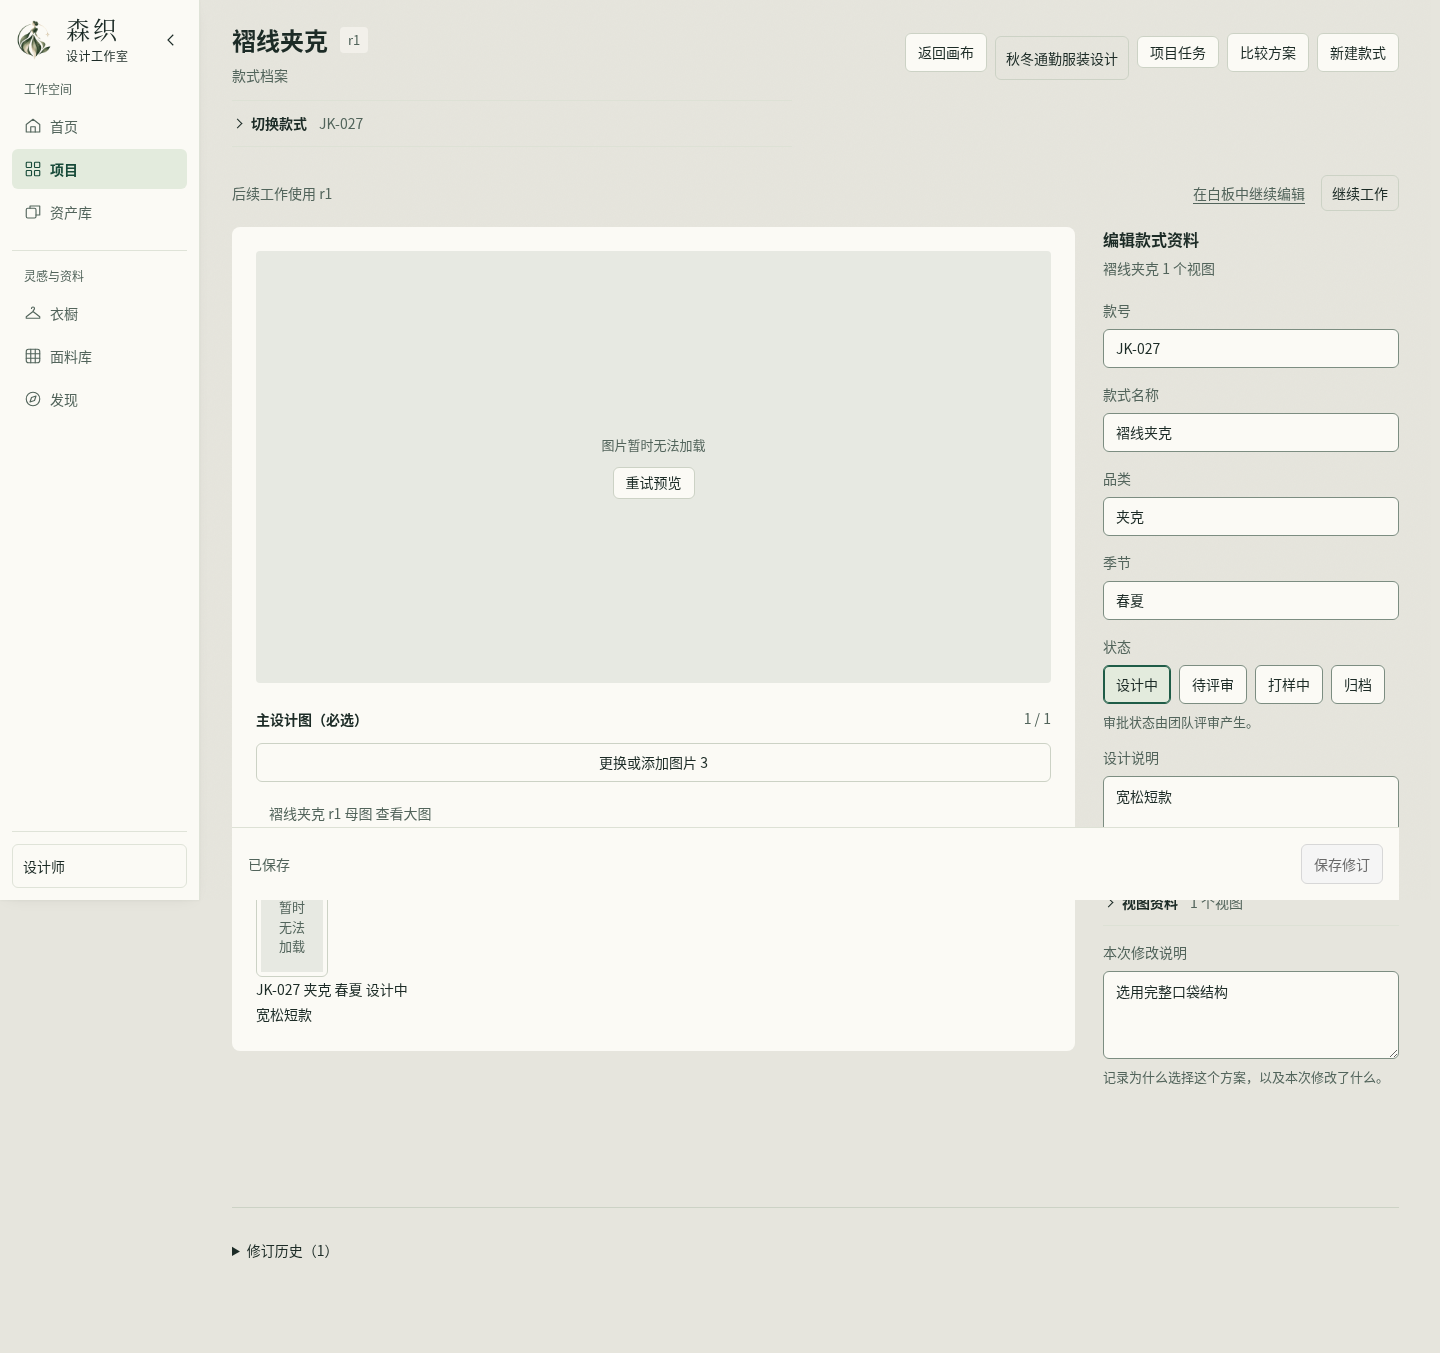 森织
设计工作室
工作空间
首页
项目
资产库
灵感与资料
衣橱
面料库
发现
设计师
褶线夹克 r1
款式档案
返回画布
秋冬通勤服装设计
项目任务
比较方案
新建款式
切换款式 JK-027
后续工作使用 r1
在白板中继续编辑
继续工作
图片暂时无法加载
重试预览
主设计图（必选）
1 / 1
更换或添加图片 3
褶线夹克 r1 母图 查看大图
暂时
无法
加载
JK-027 夹克 春夏 设计中
宽松短款
编辑款式资料
褶线夹克 1 个视图
款号
JK-027
款式名称
褶线夹克
品类
夹克
季节
春夏
状态
设计中
待评审
打样中
归档
审批状态由团队评审产生。
设计说明
宽松短款
已保存
保存修订
视图资料 1 个视图
本次修改说明
选用完整口袋结构
记录为什么选择这个方案，以及本次修改了什么。
修订历史（1）